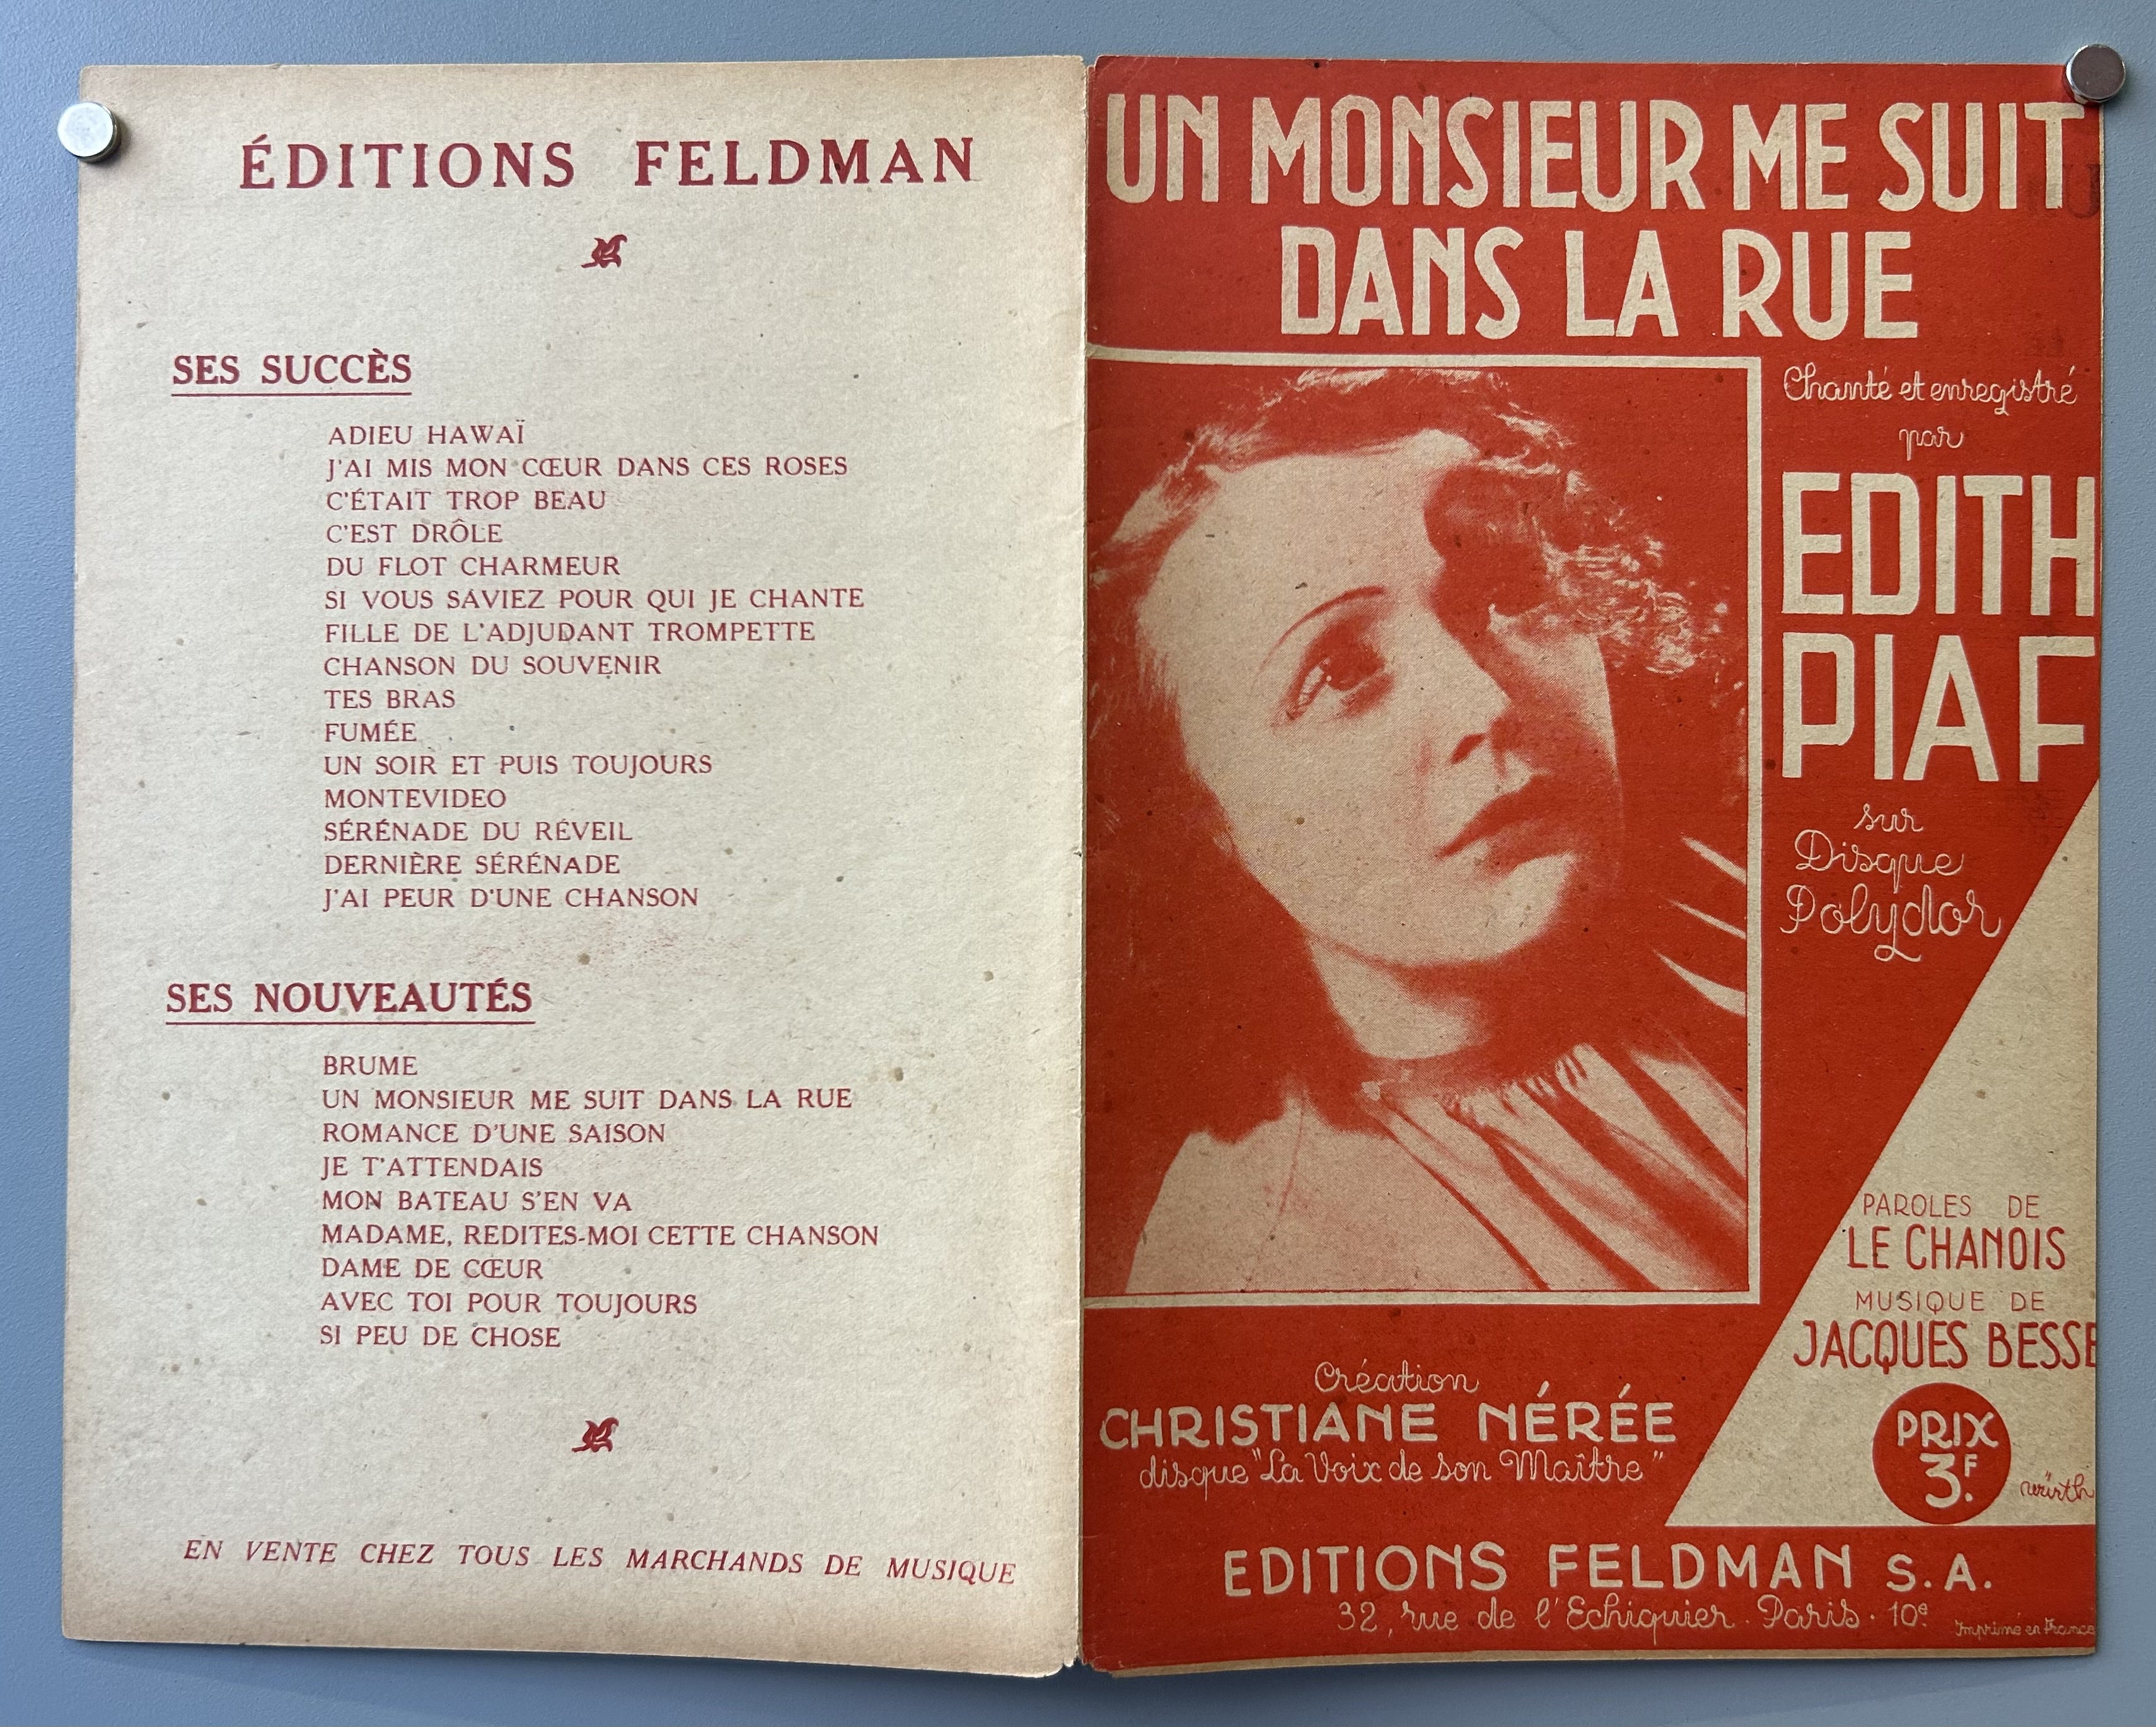 ÉDITIONS FELDMAN
SES SUCCÈS
ADIEU HAWAÏ
J'AI MIS MON CŒUR DANS CES ROSES
C'ÉTAIT TROP BEAU
C'EST DRÔLE
DU FLOT CHARMEUR
SI VOUS SAVIEZ POUR QUI JE CHANTE
FILLE DE L'ADJUDANT TROMPETTE
CHANSON DU SOUVENIR
TES BRAS
FUMÉE
UN SOIR ET PUIS TOUJOURS
MONTEVIDEO
SÉRÉNADE DU RÉVEIL
DERNIÈRE SÉRÉNADE
J'AI PEUR D'UNE CHANSON
SES NOUVEAUTÉS
BRUME
UN MONSIEUR ME SUIT DANS LA RUE
ROMANCE D'UNE SAISON
JE T'ATTENDAIS
MON BATEAU S'EN VA
MADAME, REDITES-MOI CETTE CHANSON
DAME DE CŒUR
AVEC TOI POUR TOUJOURS
SI PEU DE CHOSE
EN VENTE CHEZ TOUS LES MARCHANDS DE MUSIQUE
UN MONSIEUR ME SUIT
DANS LA RUE
Chanté et enregistré
par
EDITH
PIAF
sur
Disque
Polydor
PAROLES DE
LE CHANOIS
MUSIQUE DE
JACQUES BESSE
PRIX
3.F
würth
Création
CHRISTIANE NÉRÉE
disque "La Voix de son Maître"
EDITIONS FELDMAN S.A.
32, rue de l'Echiquier. Paris. 10e
Imprimé en France